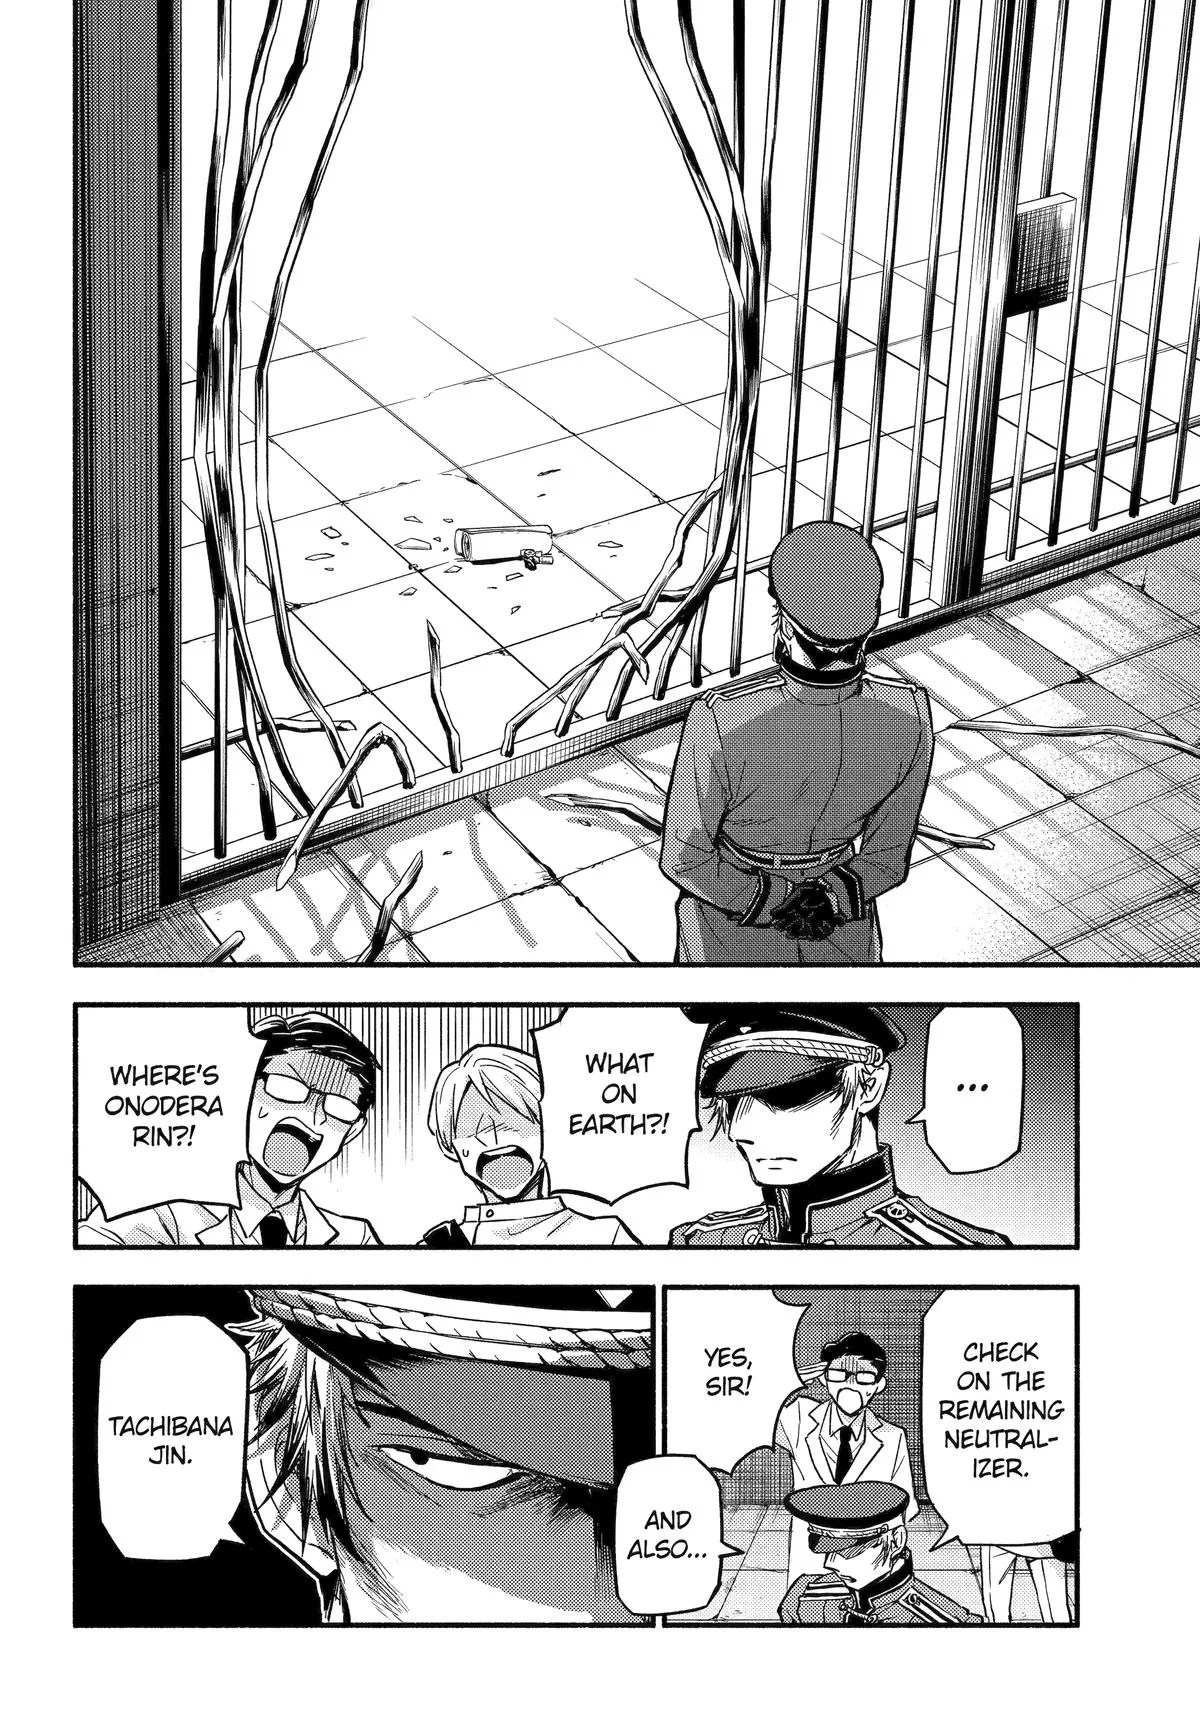 ...
WHAT
ON
EARTH?!
WHERE'S
ONODERA
RIN?!
CHECK
ON THE
REMAINING
NEUTRAL-
IZER.
YES,
SIR!
AND
ALSO...
TACHIBANA
JIN.